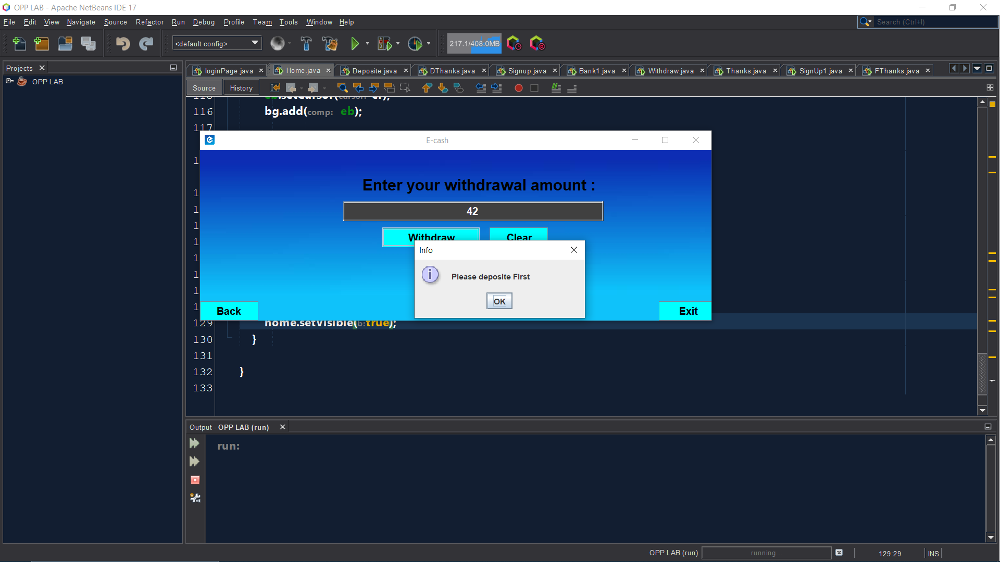 OPP LAB - Apache NetBeans IDE 17
File Edit View Navigate Source Refactor Run Debug Profile Team Tools Window Help
Search (Ctrl+I)
<default config>
217.1/408.0MB
Projects
loginPage.java Home.java Deposite.java DThanks.java Signup.java Bank1.java Withdraw.java Thanks.java SignUp1.java FThanks.java
OPP LAB
Source History
116 bg.add(comp: eb);
117
E-cash
Enter your withdrawal amount :
42
Withdraw Clear
Info
Please deposite First
OK
Back Exit
129 home.setVisible(b:true);
130 }
131
132 }
133
Output - OPP LAB (run)
run:
OPP LAB (run) running... 129:29 INS